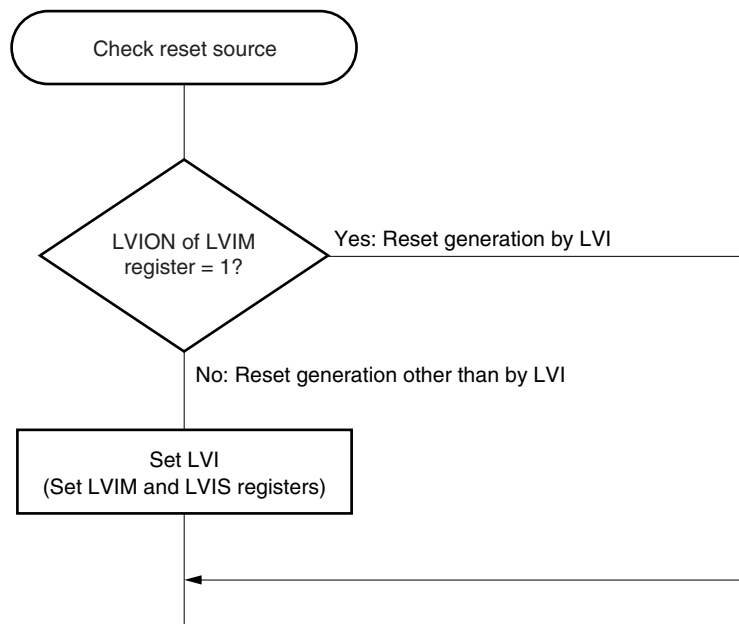 Check reset source
LVION of LVIM
register = 1?
Yes: Reset generation by LVI
No: Reset generation other than by LVI
Set LVI
(Set LVIM and LVIS registers)